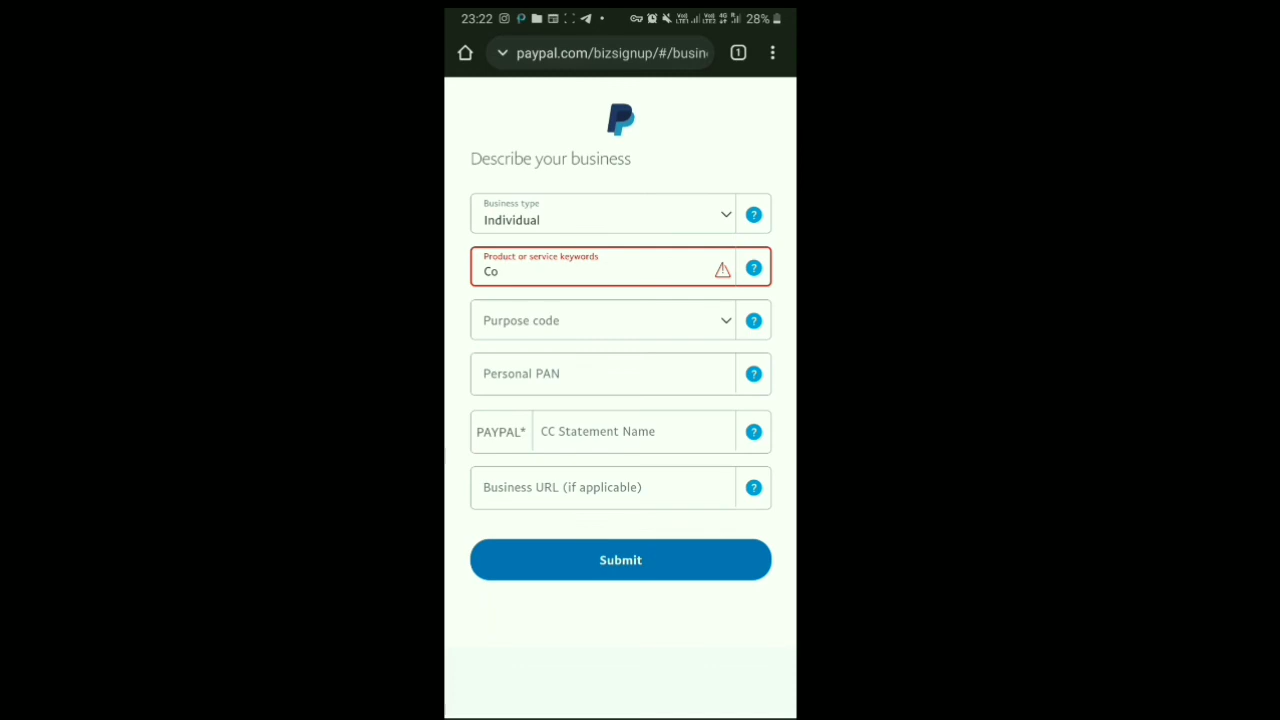 23:22 28%
paypal.com/bizsignup/#/busin 1
Describe your business
Business type
Individual
Product or service keywords
Co
Purpose code
Personal PAN
PAYPAL* CC Statement Name
Business URL (if applicable)
Submit